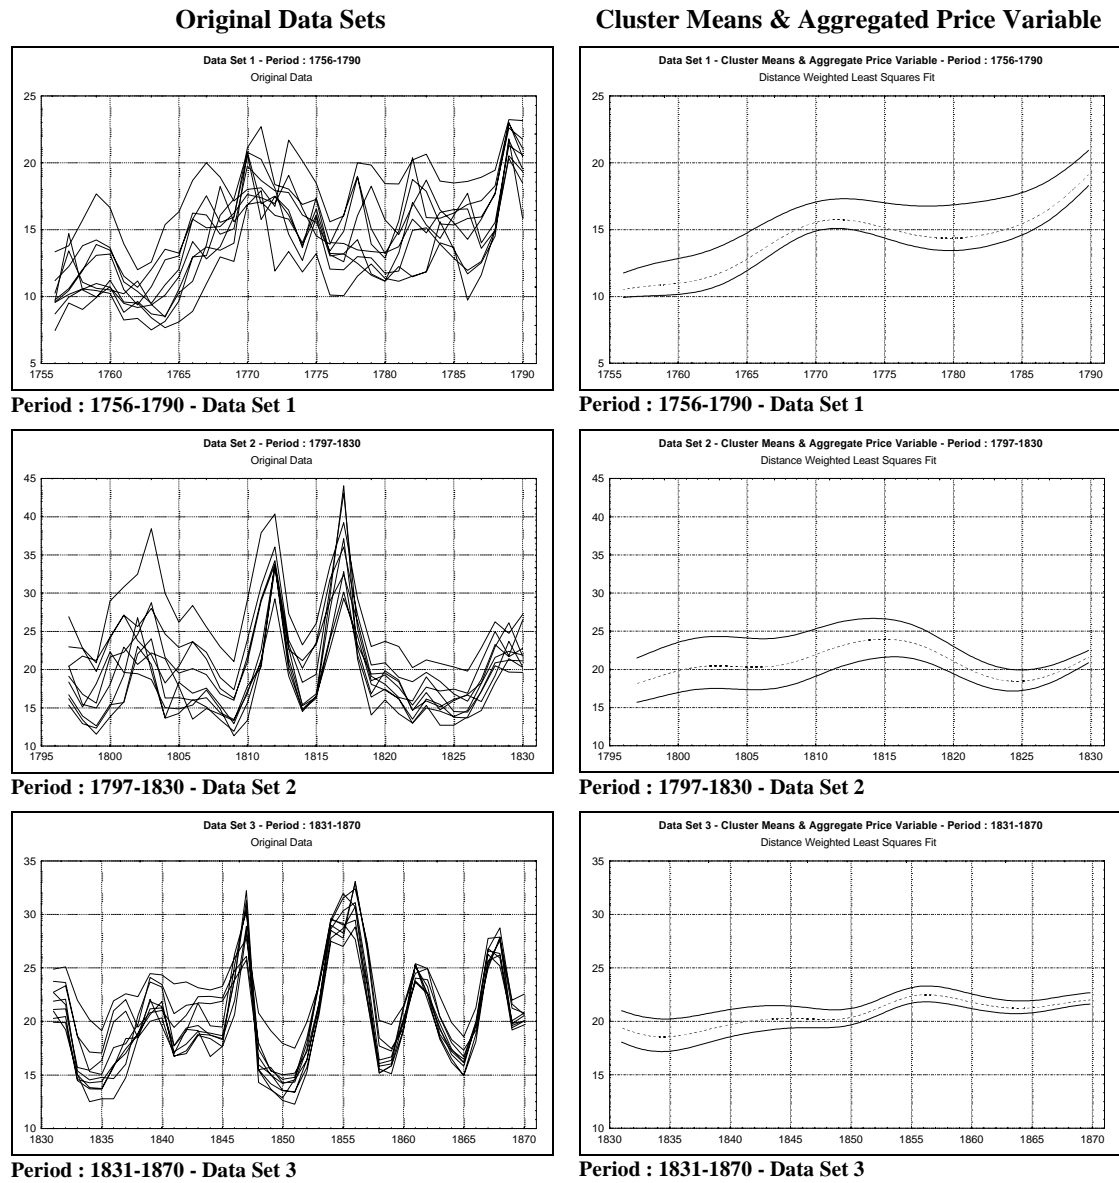 Original Data Sets
Cluster Means & Aggregated Price Variable
Data Set 1 - Period : 1756-1790
Original Data
25
20
15
10
5
1755 1760 1765 1770 1775 1780 1785 1790
Period : 1756-1790 - Data Set 1
Data Set 1 - Cluster Means & Aggregate Price Variable - Period : 1756-1790
Distance Weighted Least Squares Fit
25
20
15
10
5
1755 1760 1765 1770 1775 1780 1785 1790
Period : 1756-1790 - Data Set 1
Data Set 2 - Period : 1797-1830
Original Data
45
40
35
30
25
20
15
10
1795 1800 1805 1810 1815 1820 1825 1830
Period : 1797-1830 - Data Set 2
Data Set 2 - Cluster Means & Aggregate Price Variable - Period : 1797-1830
Distance Weighted Least Squares Fit
45
40
35
30
25
20
15
10
1795 1800 1805 1810 1815 1820 1825 1830
Period : 1797-1830 - Data Set 2
Data Set 3 - Period : 1831-1870
Original Data
35
30
25
20
15
10
1830 1835 1840 1845 1850 1855 1860 1865 1870
Period : 1831-1870 - Data Set 3
Data Set 3 - Cluster Means & Aggregate Price Variable - Period : 1831-1870
Distance Weighted Least Squares Fit
35
30
25
20
15
10
1830 1835 1840 1845 1850 1855 1860 1865 1870
Period : 1831-1870 - Data Set 3